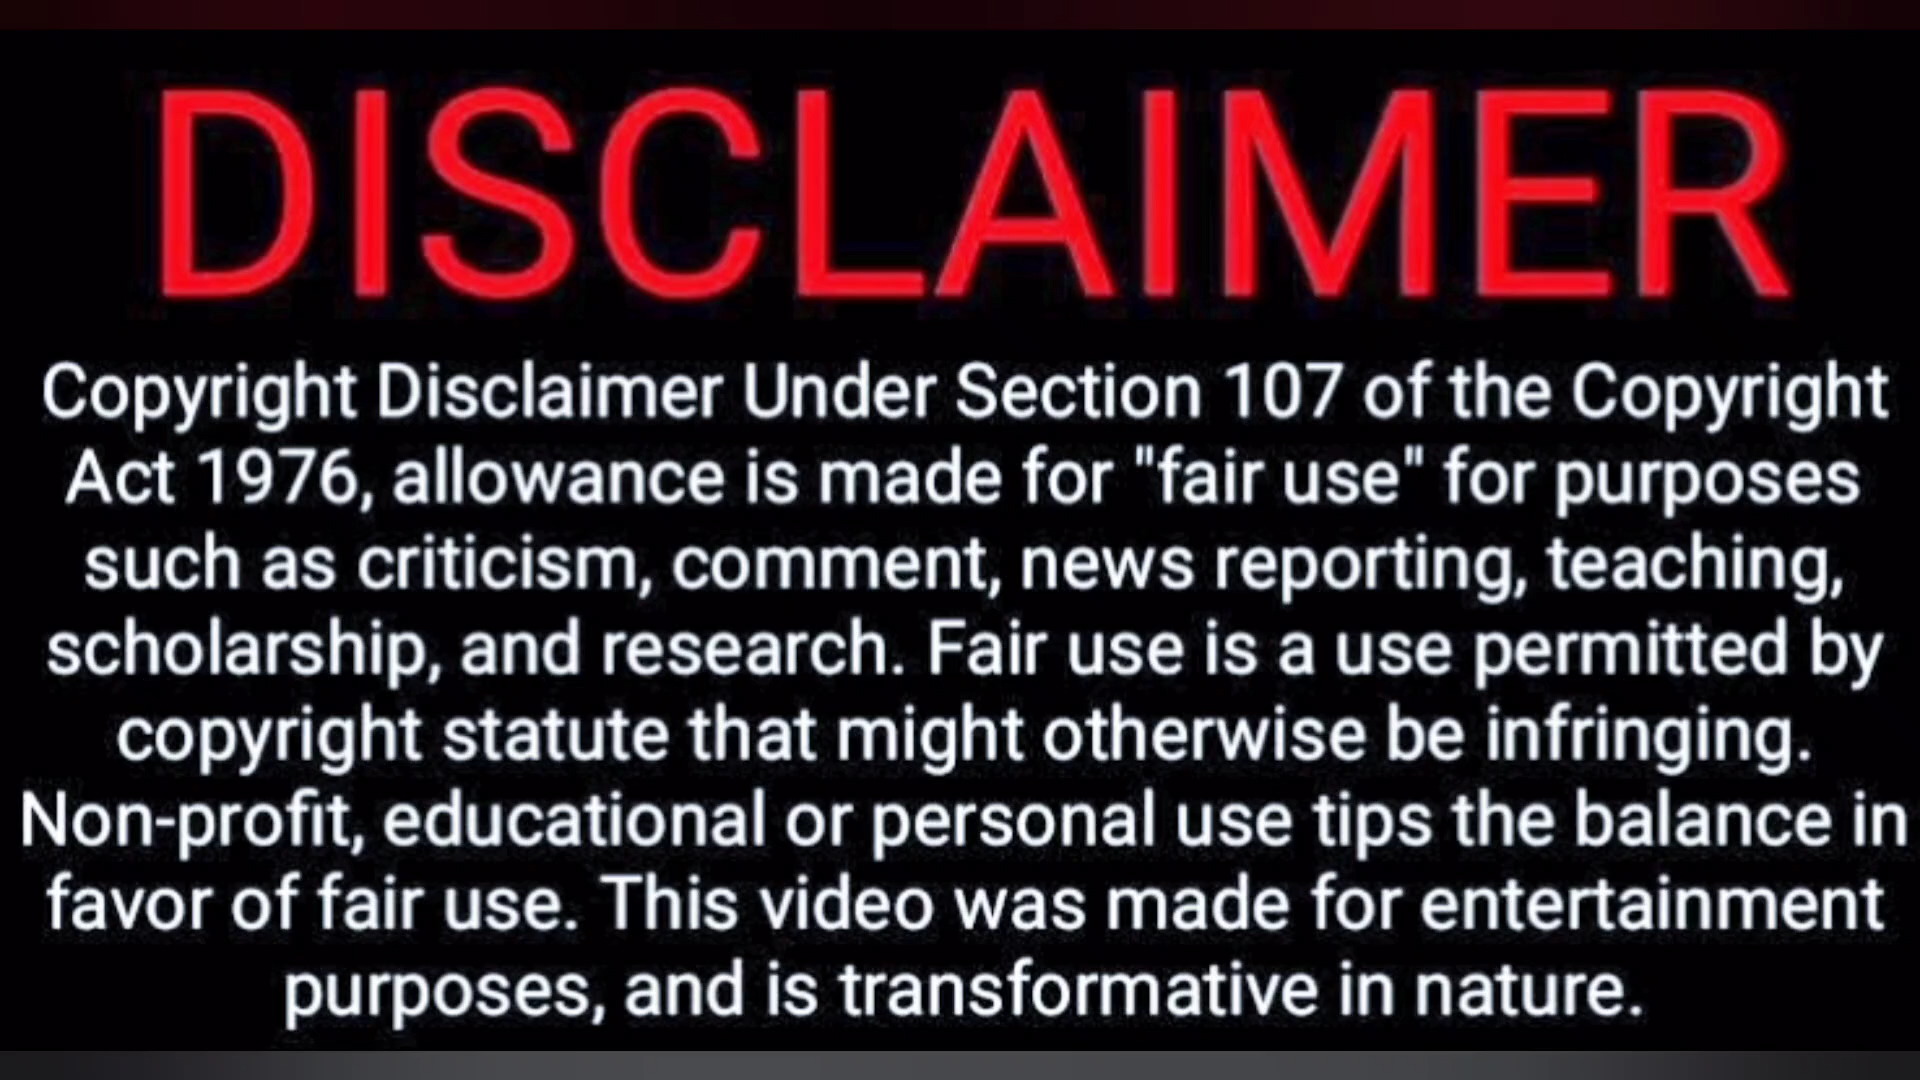 DISCLAIMER
Copyright Disclaimer Under Section 107 of the Copyright
Act 1976, allowance is made for "fair use" for purposes
such as criticism, comment, news reporting, teaching,
scholarship, and research. Fair use is a use permitted by
copyright statute that might otherwise be infringing.
Non-profit, educational or personal use tips the balance in
favor of fair use. This video was made for entertainment
purposes, and is transformative in nature.